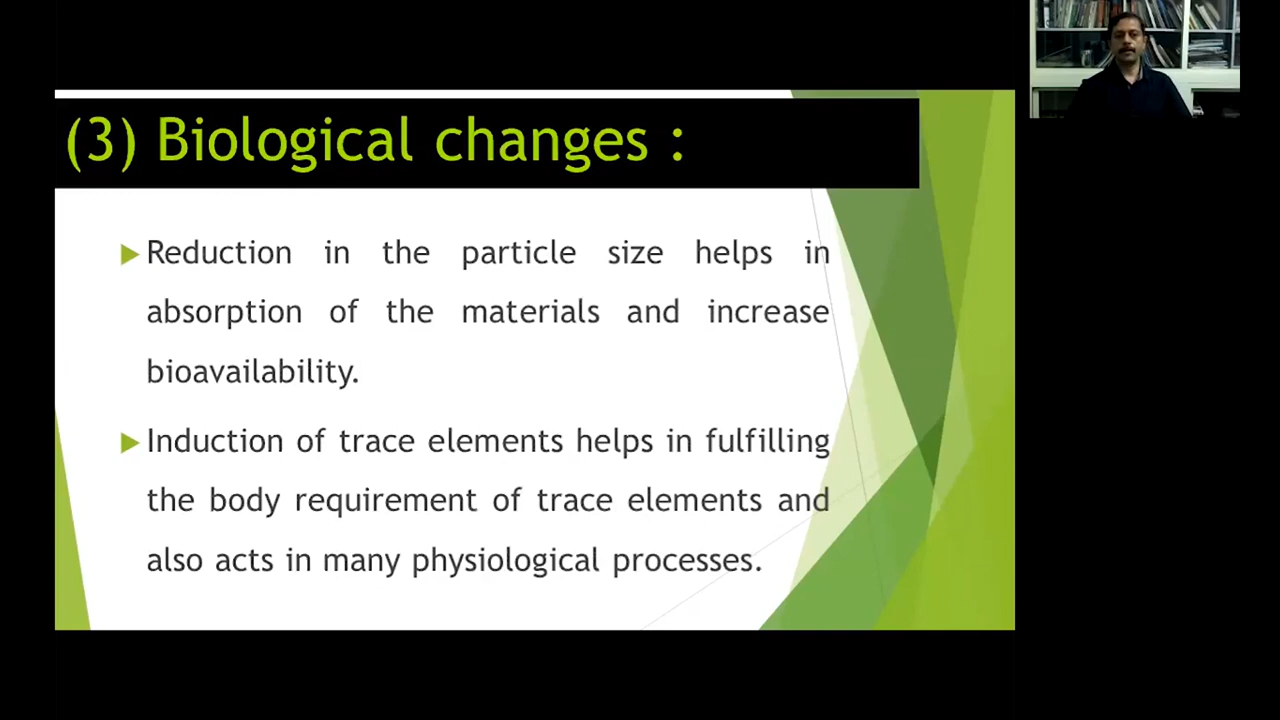 (3) Biological changes :
Reduction in the particle size helps in
absorption of the materials and increase
bioavailability.
Induction of trace elements helps in fulfilling
the body requirement of trace elements and
also acts in many physiological processes.